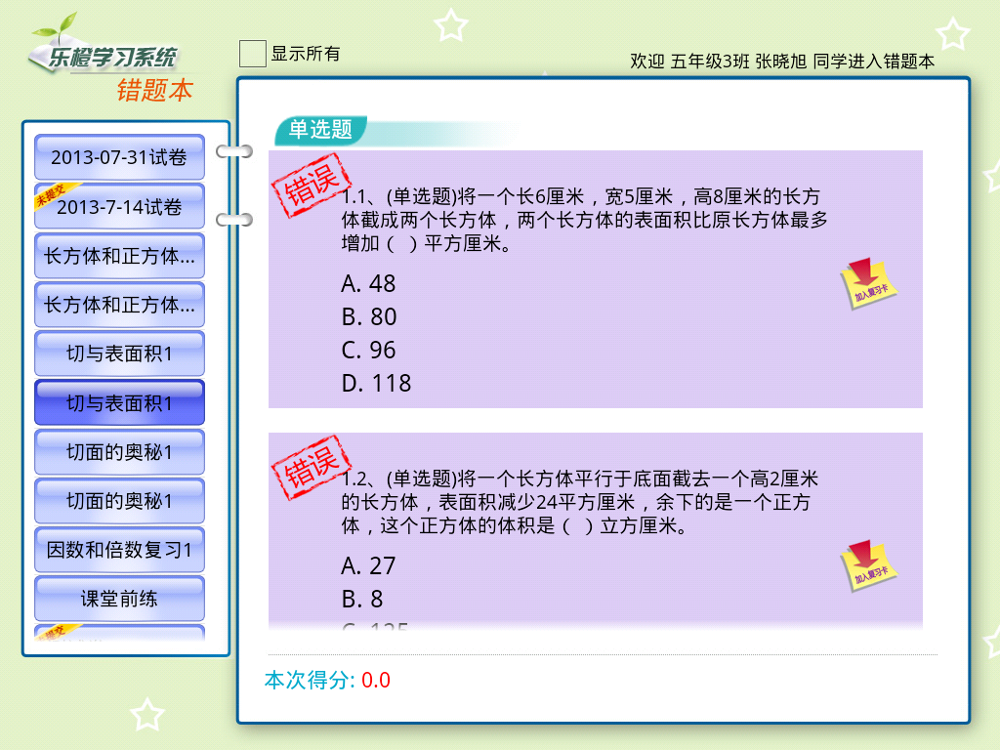 乐橙学习系统
错题本
显示所有
欢迎 五年级3班 张晓旭 同学进入错题本
2013-07-31试卷
未提交
2013-7-14试卷
长方体和正方体...
长方体和正方体...
切与表面积1
切与表面积1
切面的奥秘1
切面的奥秘1
因数和倍数复习1
课堂前练
提交
单选题
错误
1.1、(单选题)将一个长6厘米，宽5厘米，高8厘米的长方
体截成两个长方体，两个长方体的表面积比原长方体最多
增加（ ）平方厘米。
A. 48
B. 80
C. 96
D. 118
加入复习卡
错误
1.2、(单选题)将一个长方体平行于底面截去一个高2厘米
的长方体，表面积减少24平方厘米，余下的是一个正方
体，这个正方体的体积是（ ）立方厘米。
A. 27
B. 8
C. 125
加入复习卡
本次得分: 0.0